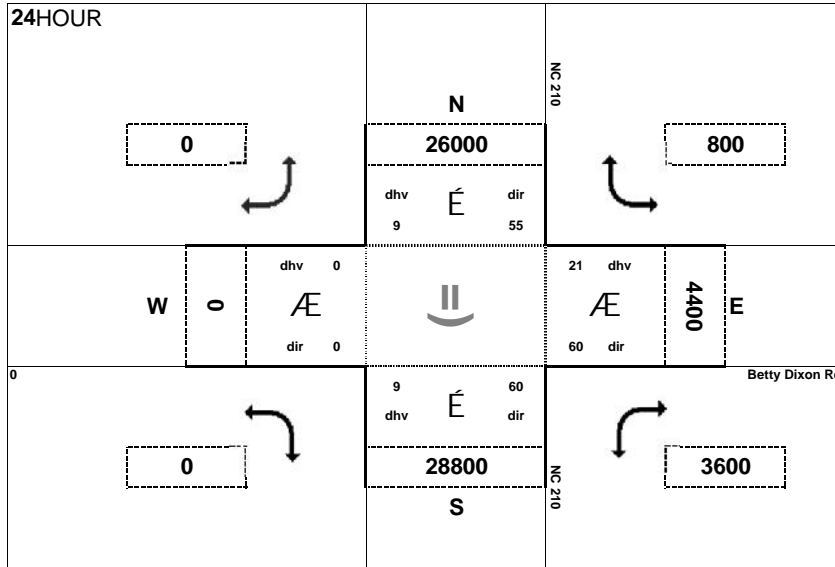 24HOUR
NC 210
N
0
26000
800
dhv É dir
9 55
dhv 0
21 dhv
W
0
Æ
=)
Æ
4400
E
dir 0
60 dir
0
Betty Dixon R
9 60
dhv É dir
0
28800
3600
NC 210
S